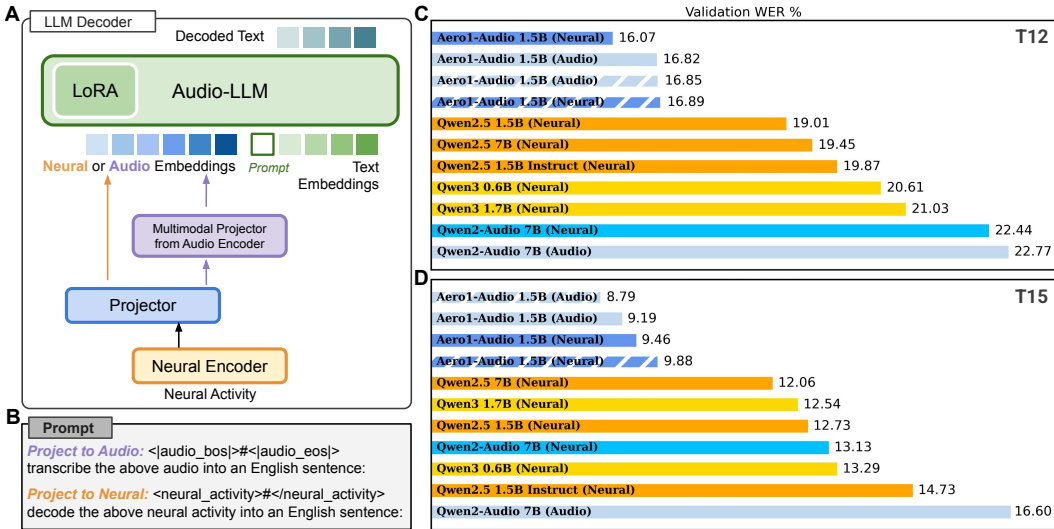 A
LLM Decoder
Decoded Text
LoRA
Audio-LLM
Neural or Audio Embeddings
Prompt
Text
Embeddings
Multimodal Projector
from Audio Encoder
Projector
Neural Encoder
Neural Activity
B
Prompt
Project to Audio: <|audio_bos|>#<|audio_eos|>
transcribe the above audio into an English sentence:
Project to Neural: <neural_activity>#</neural_activity>
decode the above neural activity into an English sentence:
C
Validation WER %
T12
Aero1-Audio 1.5B (Neural) 16.07
Aero1-Audio 1.5B (Audio) 16.82
Aero1-Audio 1.5B (Audio) 16.85
Aero1-Audio 1.5B (Neural) 16.89
Qwen2.5 1.5B (Neural) 19.01
Qwen2.5 7B (Neural) 19.45
Qwen2.5 1.5B Instruct (Neural) 19.87
Qwen3 0.6B (Neural) 20.61
Qwen3 1.7B (Neural) 21.03
Qwen2-Audio 7B (Neural) 22.44
Qwen2-Audio 7B (Audio) 22.77
D
T15
Aero1-Audio 1.5B (Audio) 8.79
Aero1-Audio 1.5B (Audio) 9.19
Aero1-Audio 1.5B (Neural) 9.46
Aero1-Audio 1.5B (Neural) 9.88
Qwen2.5 7B (Neural) 12.06
Qwen3 1.7B (Neural) 12.54
Qwen2.5 1.5B (Neural) 12.73
Qwen2-Audio 7B (Neural) 13.13
Qwen3 0.6B (Neural) 13.29
Qwen2.5 1.5B Instruct (Neural) 14.73
Qwen2-Audio 7B (Audio) 16.60